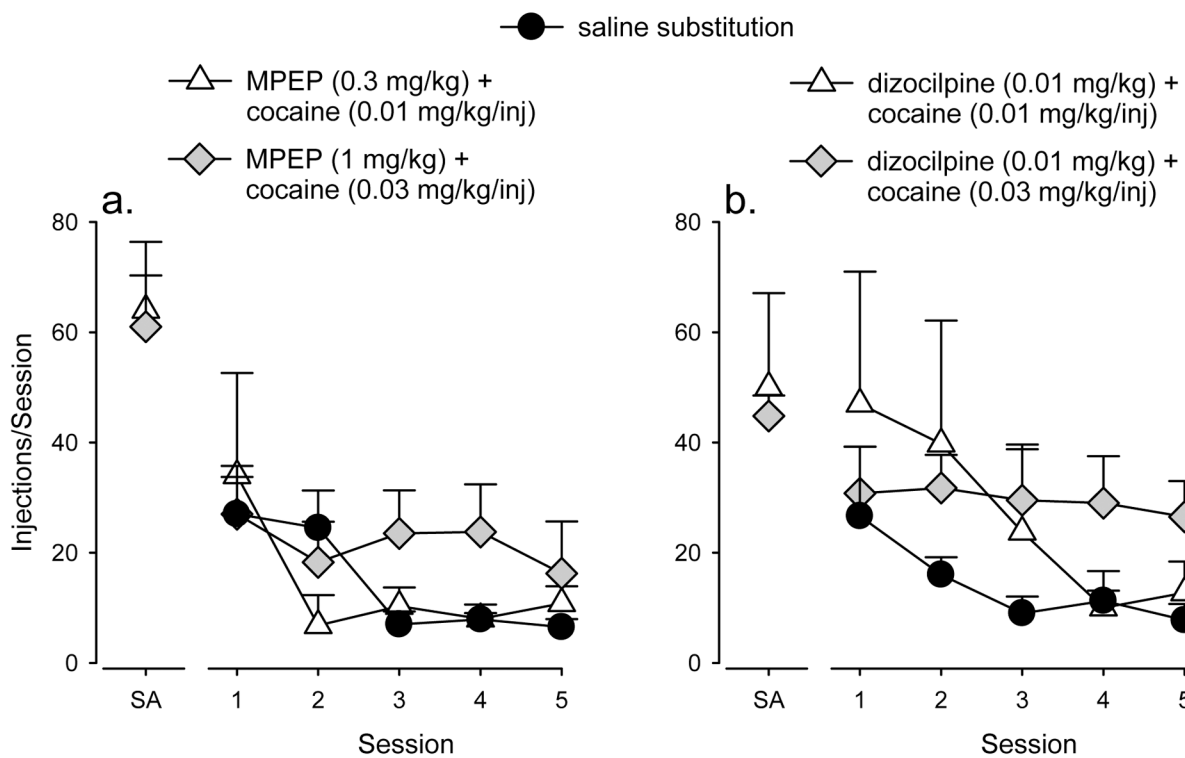 saline substitution
MPEP (0.3 mg/kg) +
cocaine (0.01 mg/kg/inj)
MPEP (1 mg/kg) +
cocaine (0.03 mg/kg/inj)
dizocilpine (0.01 mg/kg) +
cocaine (0.01 mg/kg/inj)
dizocilpine (0.01 mg/kg) +
cocaine (0.03 mg/kg/inj)
a.
80
60
40
20
0
Injections/Session
SA
1 2 3 4 5
Session
b.
80
60
40
20
0
SA
1 2 3 4 5
Session